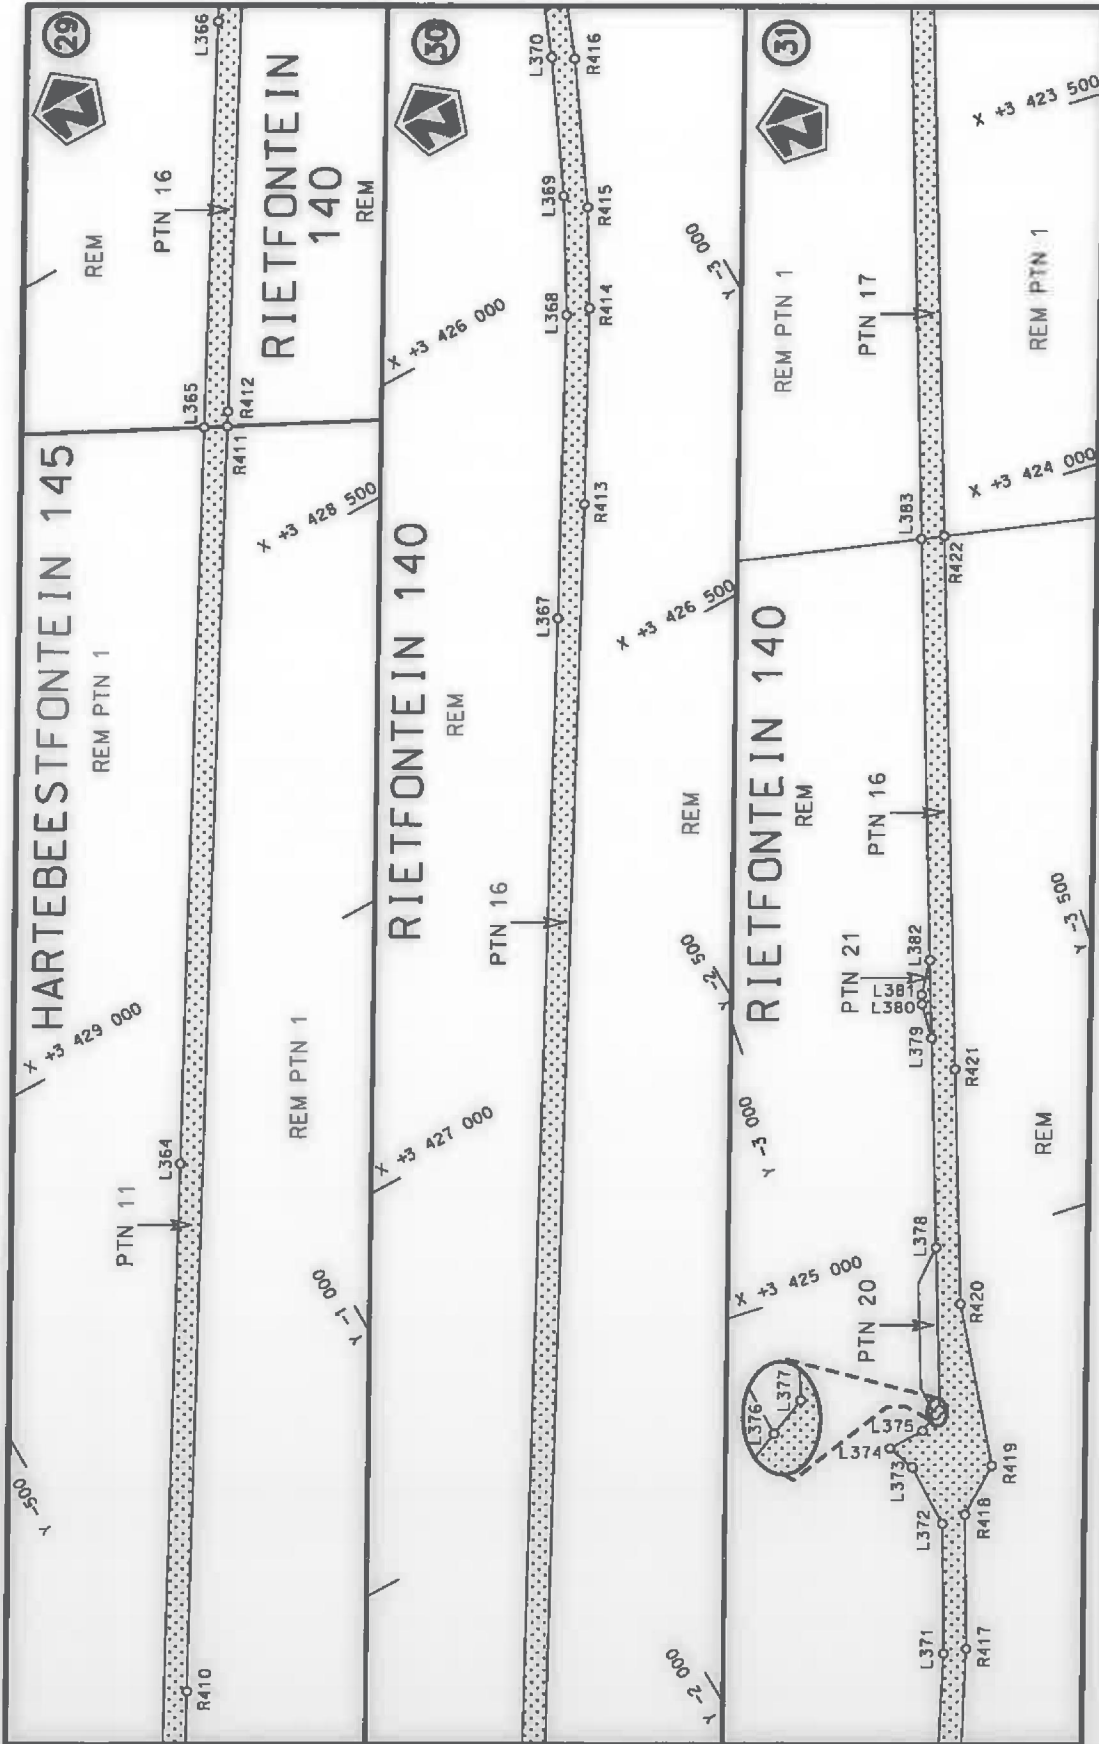 29
HARTEBEESTFONTEIN 145
REM PTN 1
REM
PTN 16
RIETFONTEIN
140
REM
PTN 11
REM PTN 1
L364
L365
L366
R410
R411
R412
Y -500
X +3 429 000
Y -1 000
X +3 428 500
30
RIETFONTEIN 140
REM
PTN 16
REM
L367
L368
L369
L370
R413
R414
R415
R416
X +3 427 000
X +3 426 500
X +3 426 000
Y -2 000
Y -2 500
Y -3 000
31
RIETFONTEIN 140
REM
REM PTN 1
PTN 20
PTN 21
PTN 16
PTN 17
REM
REM PTN 1
L371
L372
L373
L374
L375
L376
L377
L378
L379
L380
L381
L382
L383
R417
R418
R419
R420
R421
R422
X +3 425 000
Y -3 000
Y -3 500
X +3 424 000
X +3 423 500